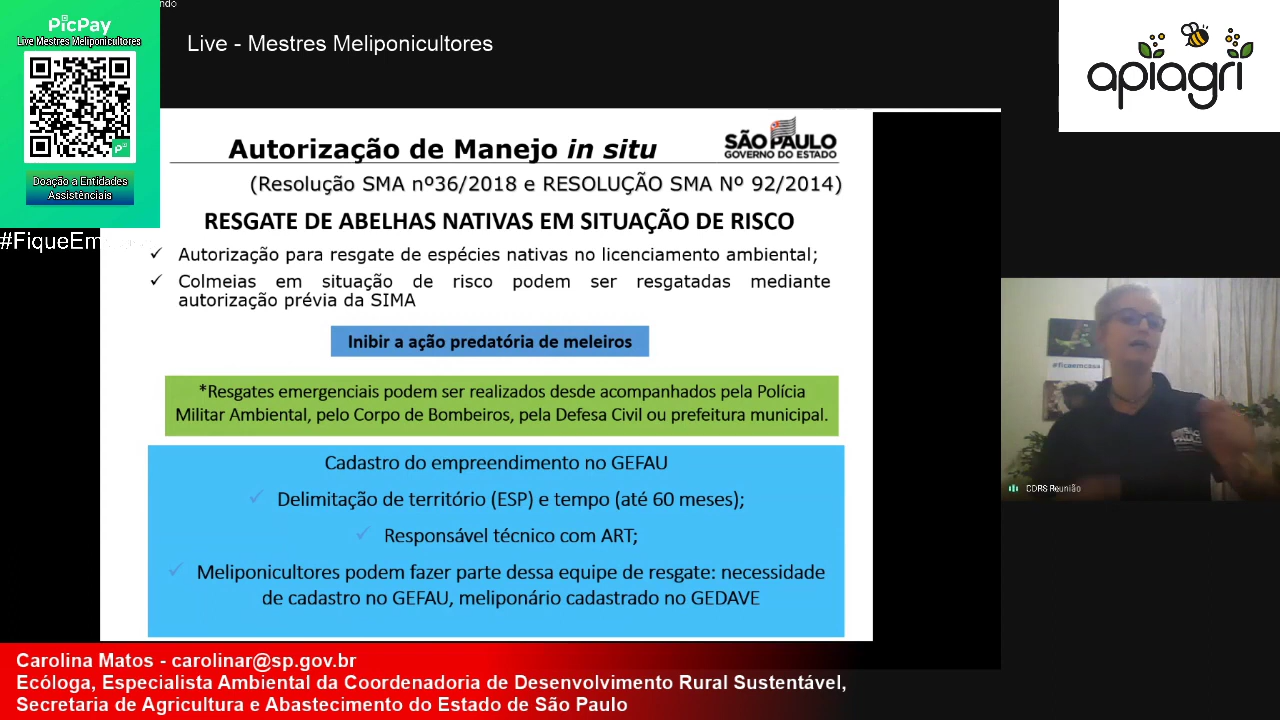 ndo
PicPay
Live Mestres Meliponicultores
Doação a Entidades
Assistênciais
#FiqueEm
Live - Mestres Meliponicultores
apiagri
Autorização de Manejo in situ
SÃO PAULO
GOVERNO DO ESTADO
(Resolução SMA nº36/2018 e RESOLUÇÃO SMA Nº 92/2014)
RESGATE DE ABELHAS NATIVAS EM SITUAÇÃO DE RISCO
✓ Autorização para resgate de espécies nativas no licenciamento ambiental;
✓ Colmeias em situação de risco podem ser resgatadas mediante
autorização prévia da SIMA
Inibir a ação predatória de meleiros
*Resgates emergenciais podem ser realizados desde acompanhados pela Polícia
Militar Ambiental, pelo Corpo de Bombeiros, pela Defesa Civil ou prefeitura municipal.
Cadastro do empreendimento no GEFAU
✓ Delimitação de território (ESP) e tempo (até 60 meses);
✓ Responsável técnico com ART;
✓ Meliponicultores podem fazer parte dessa equipe de resgate: necessidade
de cadastro no GEFAU, meliponário cadastrado no GEDAVE
#fiqueemcasa
CDRS Reunião
Carolina Matos - carolinar@sp.gov.br
Ecóloga, Especialista Ambiental da Coordenadoria de Desenvolvimento Rural Sustentável,
Secretaria de Agricultura e Abastecimento do Estado de São Paulo